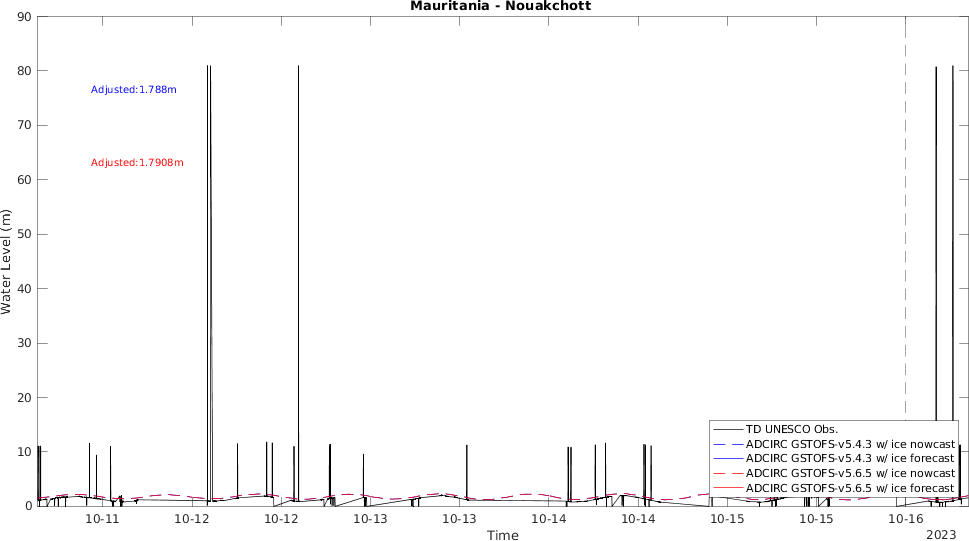 Mauritania - Nouakchott
90
80
70
60
50
40
30
20
10
0
Water Level (m)
Adjusted:1.788m
Adjusted:1.7908m
TD UNESCO Obs.
ADCIRC GSTOFS-v5.4.3 w/ ice nowcast
ADCIRC GSTOFS-v5.4.3 w/ ice forecast
ADCIRC GSTOFS-v5.6.5 w/ ice nowcast
ADCIRC GSTOFS-v5.6.5 w/ ice forecast
10-11 10-12 10-12 10-13 10-13 10-14 10-14 10-15 10-15 10-16
Time
2023